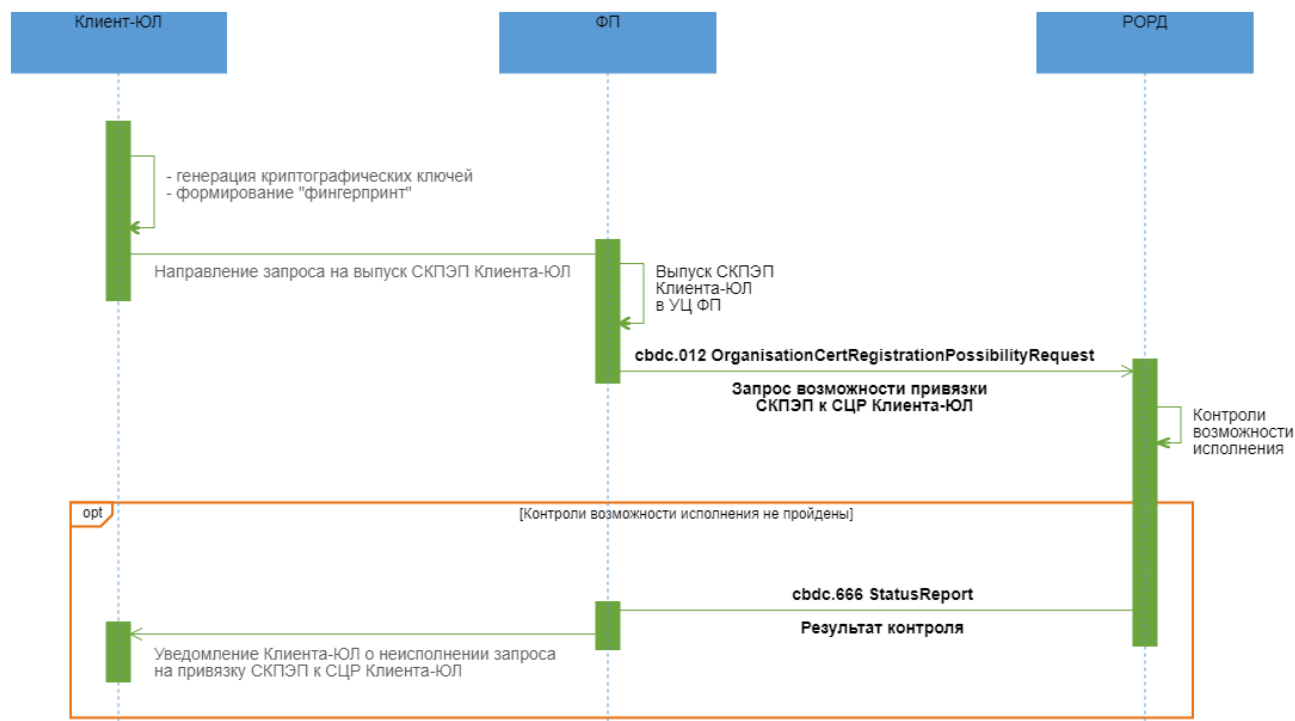 Клиент-ЮЛ
ФП
РОРД
- генерация криптографических ключей
- формирование "фингерпринт"
Направление запроса на выпуск СКПЭП Клиента-ЮЛ
Выпуск СКПЭП
Клиента-ЮЛ
в УЦ ФП
cbdc.012 OrganisationCertRegistrationPossibilityRequest
Запрос возможности привязки
СКПЭП к СЦР Клиента-ЮЛ
Контроли
возможности
исполнения
opt
[Контроли возможности исполнения не пройдены]
cbdc.666 StatusReport
Результат контроля
Уведомление Клиента-ЮЛ о неисполнении запроса
на привязку СКПЭП к СЦР Клиента-ЮЛ